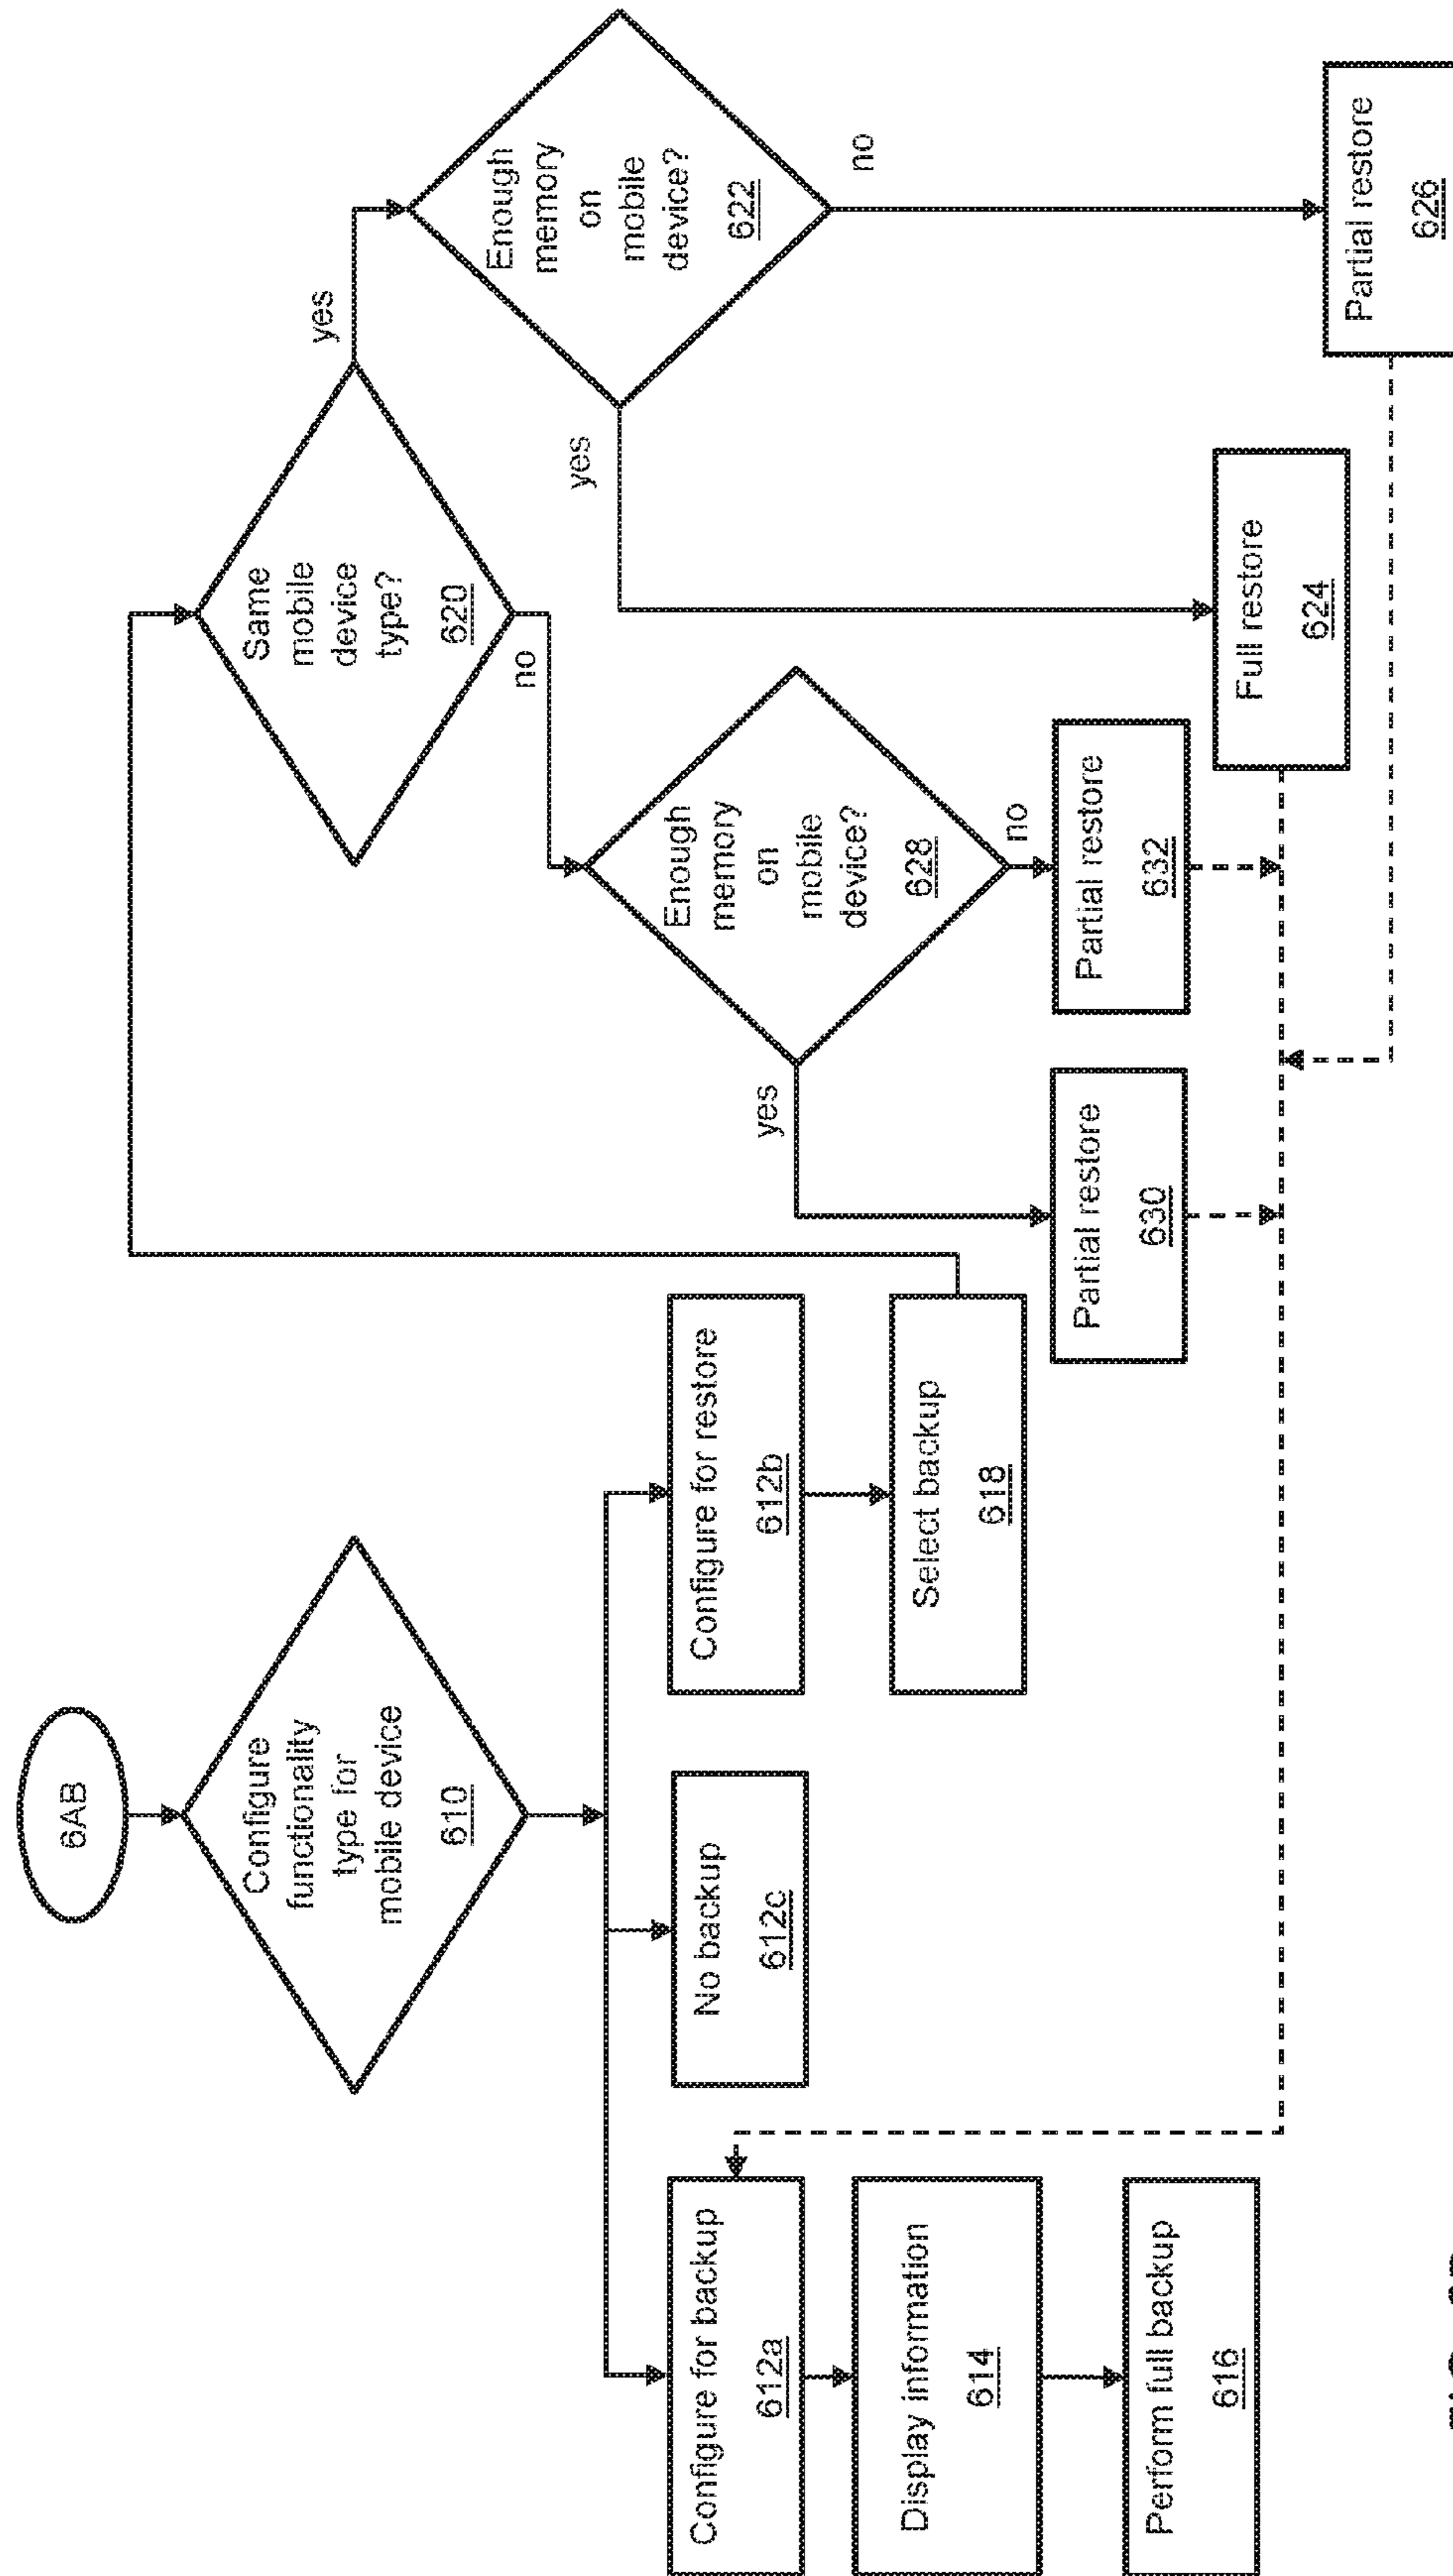 6AB
Configure
functionality
type for
mobile device
610
Configure for backup
612a
No backup
612c
Configure for restore
612b
Display information
614
Perform full backup
616
Select backup
618
Same
mobile
device
type?
620
yes
no
Enough
memory
on
mobile
device?
622
yes
no
Enough
memory
on
mobile
device?
628
yes
no
Partial restore
630
Partial restore
632
Full restore
624
Partial restore
626